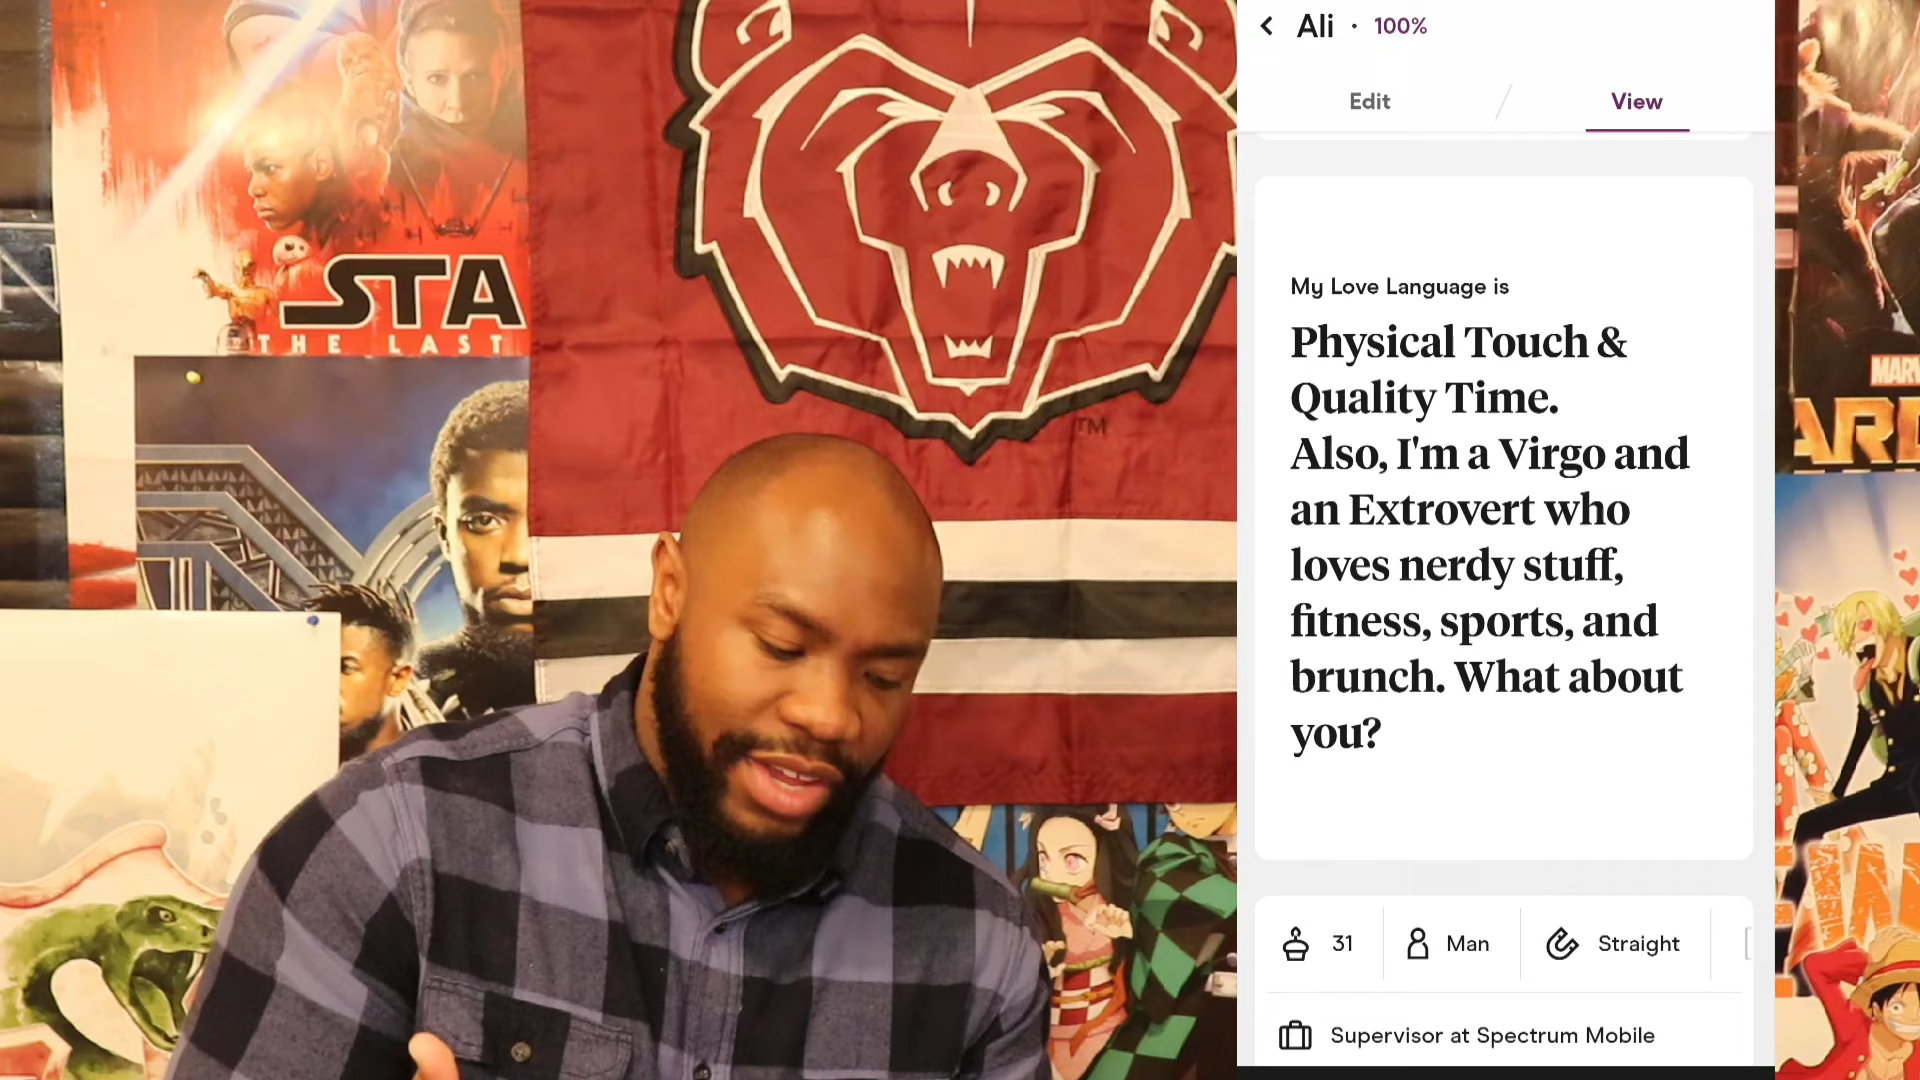 STA
THE LAST
N
TM
Ali · 100%
Edit
View
My Love Language is
Physical Touch &
Quality Time.
Also, I'm a Virgo and
an Extrovert who
loves nerdy stuff,
fitness, sports, and
brunch. What about
you?
31
Man
Straight
Supervisor at Spectrum Mobile
MARV
ARD